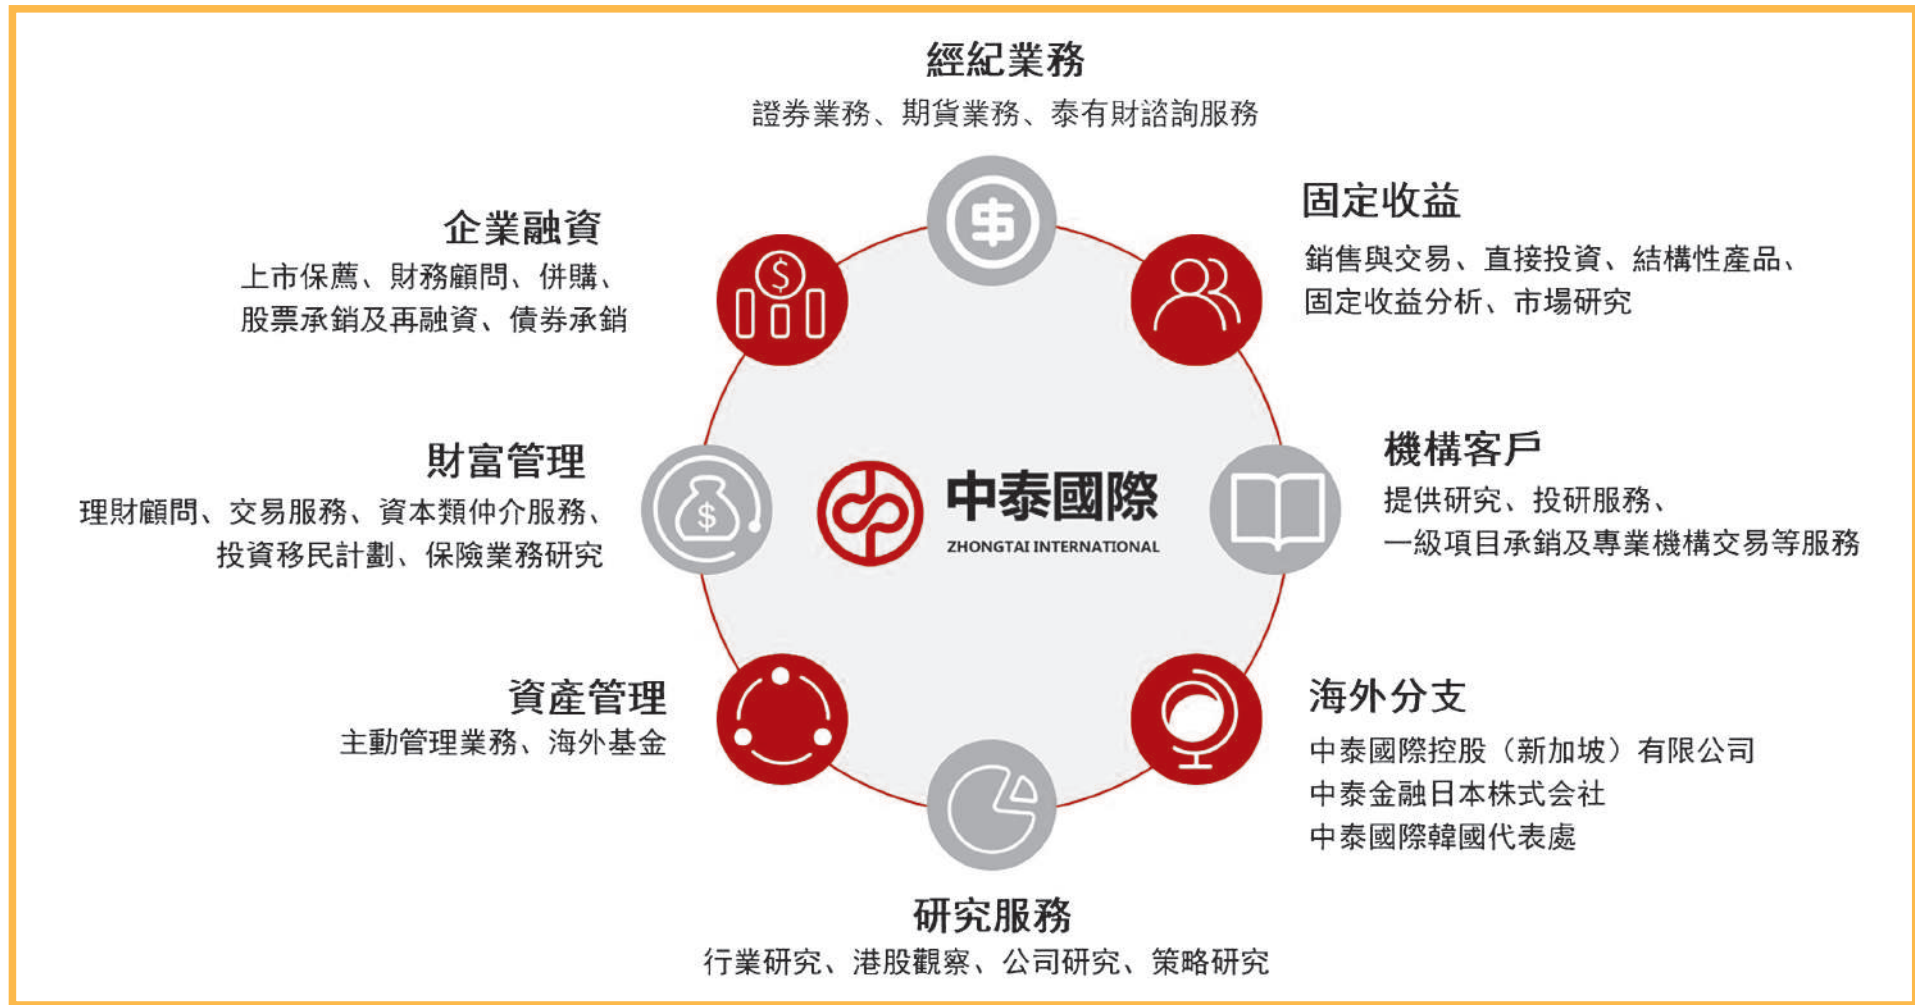 經紀業務
證券業務、期貨業務、泰有財諮詢服務
固定收益
銷售與交易、直接投資、結構性產品、
固定收益分析、市場研究
企業融資
上市保薦、財務顧問、併購、
股票承銷及再融資、債券承銷
財富管理
理財顧問、交易服務、資本類仲介服務、
投資移民計劃、保險業務研究
中泰國際
ZHONGTAI INTERNATIONAL
機構客戶
提供研究、投研服務、
一級項目承銷及專業機構交易等服務
資產管理
主動管理業務、海外基金
海外分支
中泰國際控股（新加坡）有限公司
中泰金融日本株式会社
中泰國際韓國代表處
研究服務
行業研究、港股觀察、公司研究、策略研究